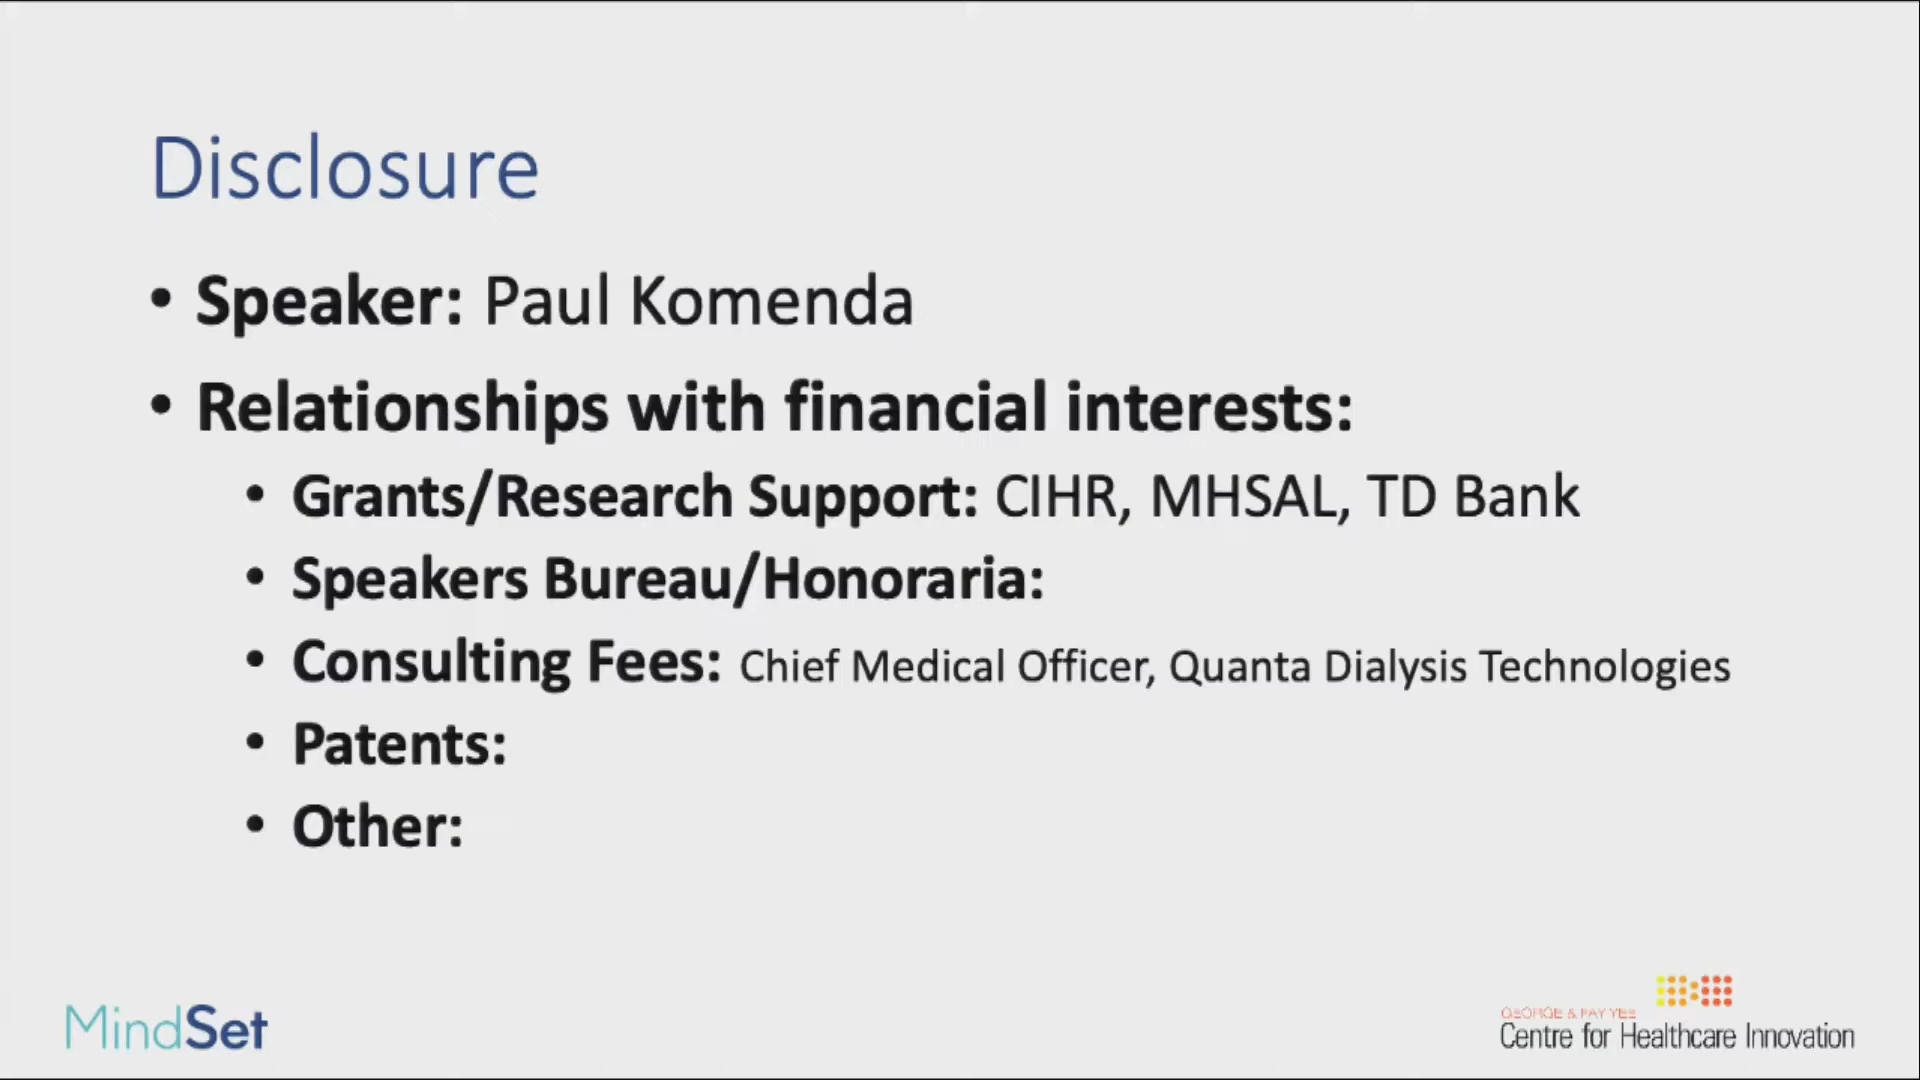 Disclosure
• Speaker: Paul Komenda
• Relationships with financial interests:
• Grants/Research Support: CIHR, MHSAL, TD Bank
• Speakers Bureau/Honoraria:
• Consulting Fees: Chief Medical Officer, Quanta Dialysis Technologies
• Patents:
• Other:
MindSet
GEORGE & FAY YEE
Centre for Healthcare Innovation